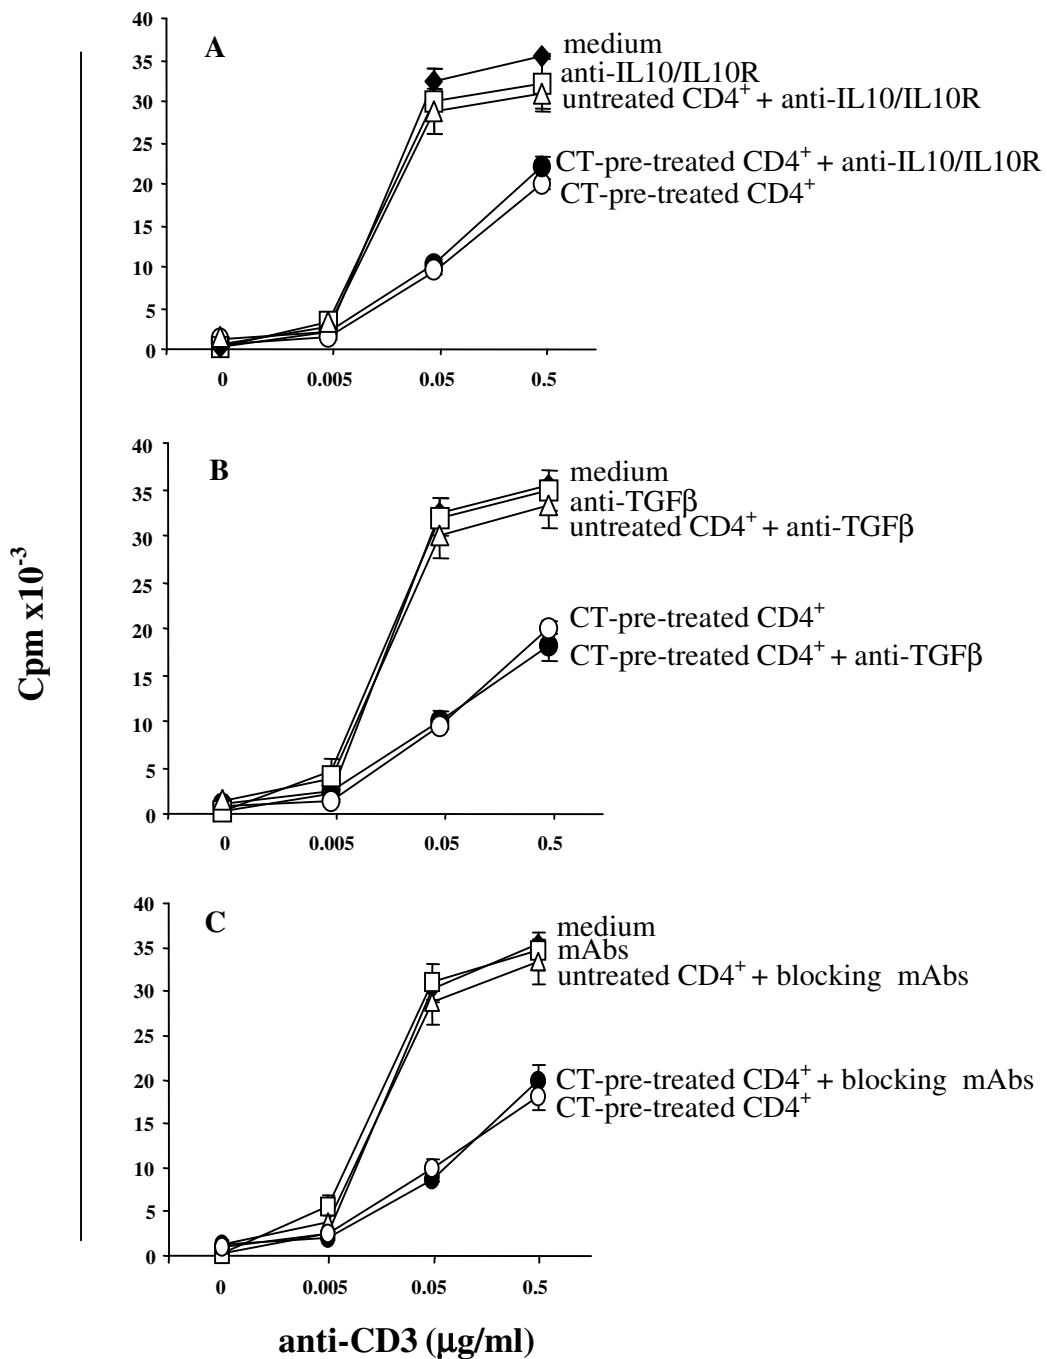 Cpm x10⁻³
A
40
35
30
25
20
15
10
5
0
medium
anti-IL10/IL10R
untreated CD4⁺ + anti-IL10/IL10R
CT-pre-treated CD4⁺ + anti-IL10/IL10R
CT-pre-treated CD4⁺
0 0.005 0.05 0.5
B
40
35
30
25
20
15
10
5
0
medium
anti-TGFβ
untreated CD4⁺ + anti-TGFβ
CT-pre-treated CD4⁺
CT-pre-treated CD4⁺ + anti-TGFβ
0 0.005 0.05 0.5
C
40
35
30
25
20
15
10
5
0
medium
mAbs
untreated CD4⁺ + blocking mAbs
CT-pre-treated CD4⁺ + blocking mAbs
CT-pre-treated CD4⁺
0 0.005 0.05 0.5
anti-CD3 (μg/ml)